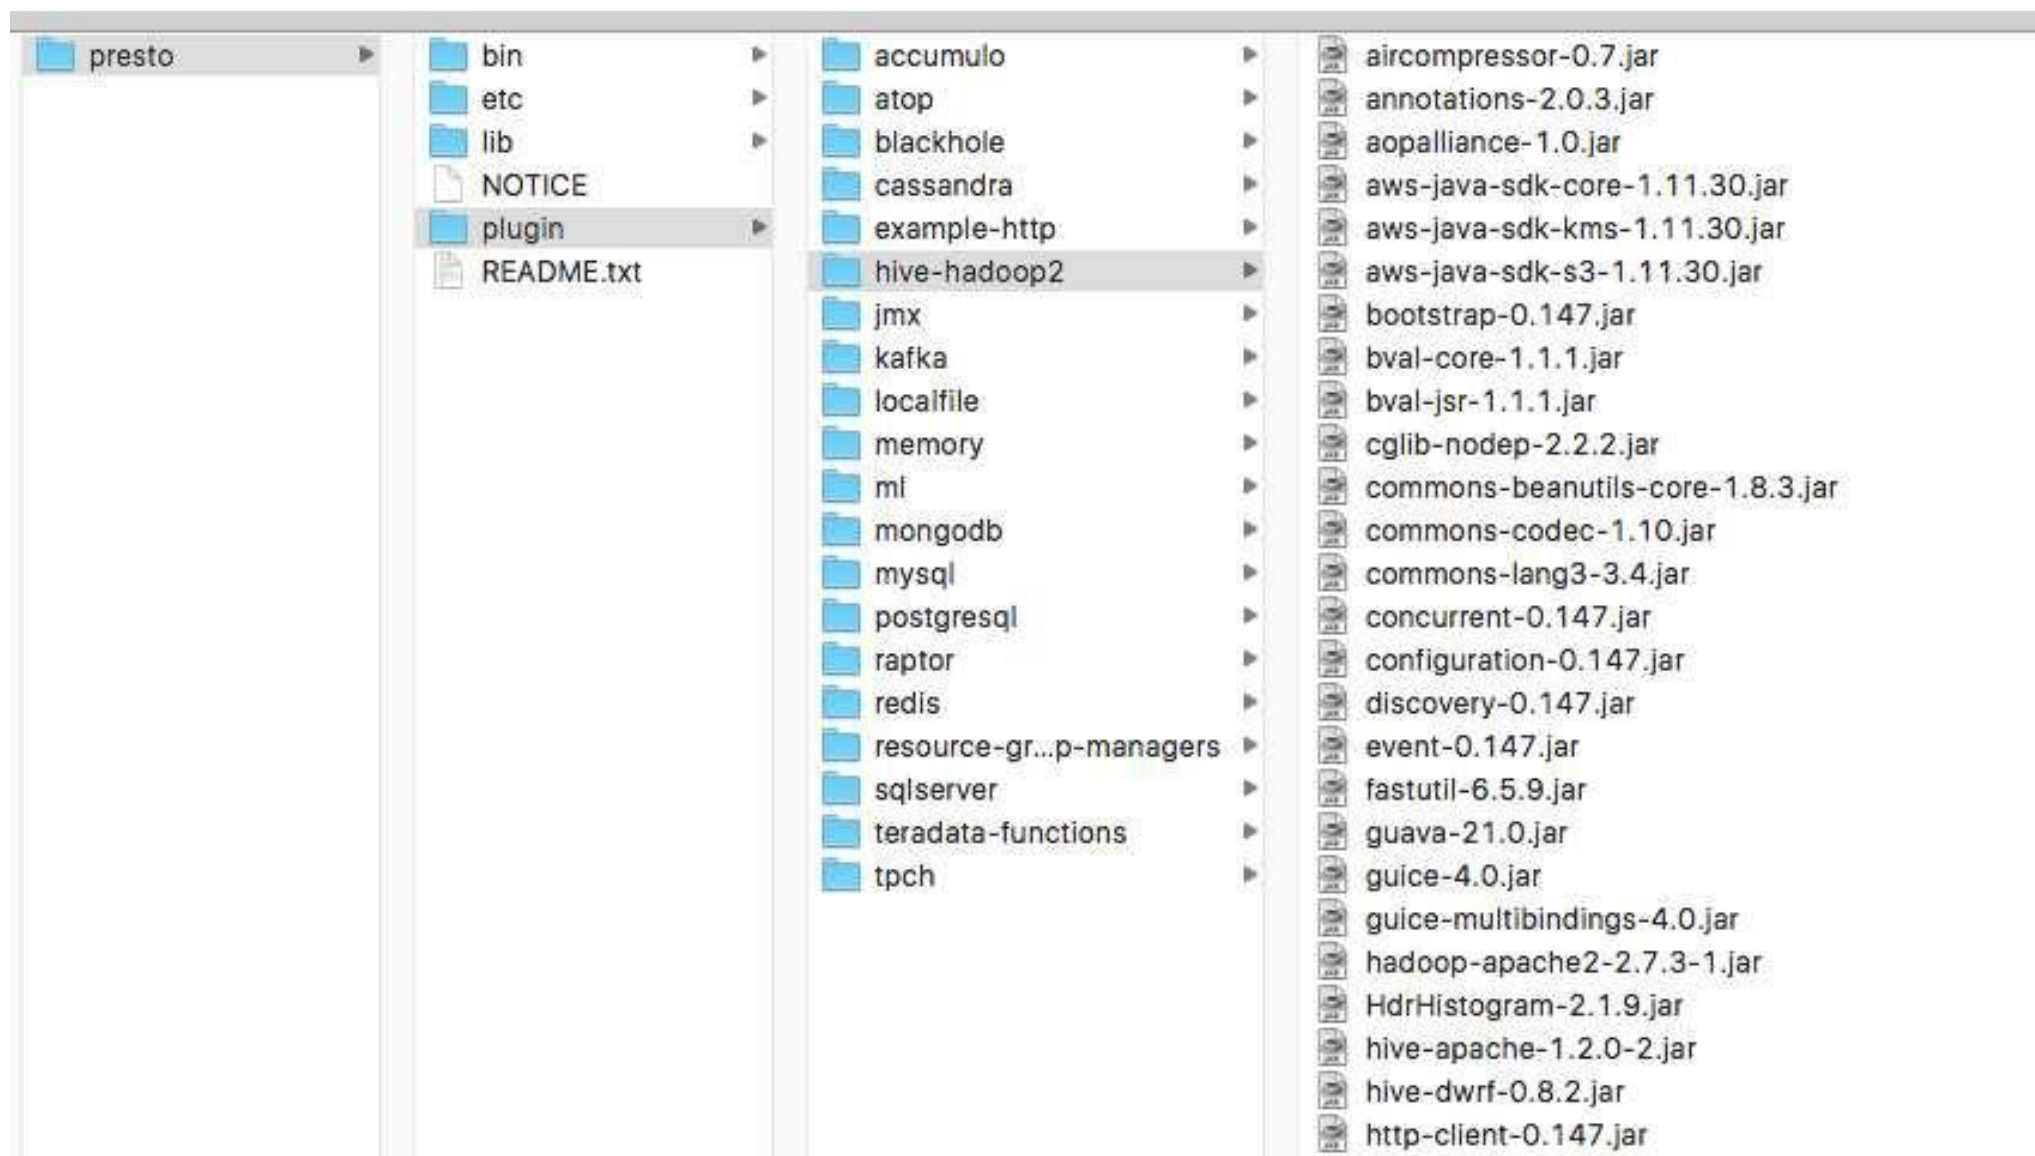 presto
bin
etc
lib
NOTICE
plugin
README.txt
accumulo
atop
blackhole
cassandra
example-http
hive-hadoop2
jmx
kafka
localfile
memory
ml
mongodb
mysql
postgresql
raptor
redis
resource-gr...p-managers
sqlserver
teradata-functions
tpch
aircompressor-0.7.jar
annotations-2.0.3.jar
aopalliance-1.0.jar
aws-java-sdk-core-1.11.30.jar
aws-java-sdk-kms-1.11.30.jar
aws-java-sdk-s3-1.11.30.jar
bootstrap-0.147.jar
bval-core-1.1.1.jar
bval-jsr-1.1.1.jar
cglib-nodep-2.2.2.jar
commons-beanutils-core-1.8.3.jar
commons-codec-1.10.jar
commons-lang3-3.4.jar
concurrent-0.147.jar
configuration-0.147.jar
discovery-0.147.jar
event-0.147.jar
fastutil-6.5.9.jar
guava-21.0.jar
guice-4.0.jar
guice-multibindings-4.0.jar
hadoop-apache2-2.7.3-1.jar
HdrHistogram-2.1.9.jar
hive-apache-1.2.0-2.jar
hive-dwrf-0.8.2.jar
http-client-0.147.jar